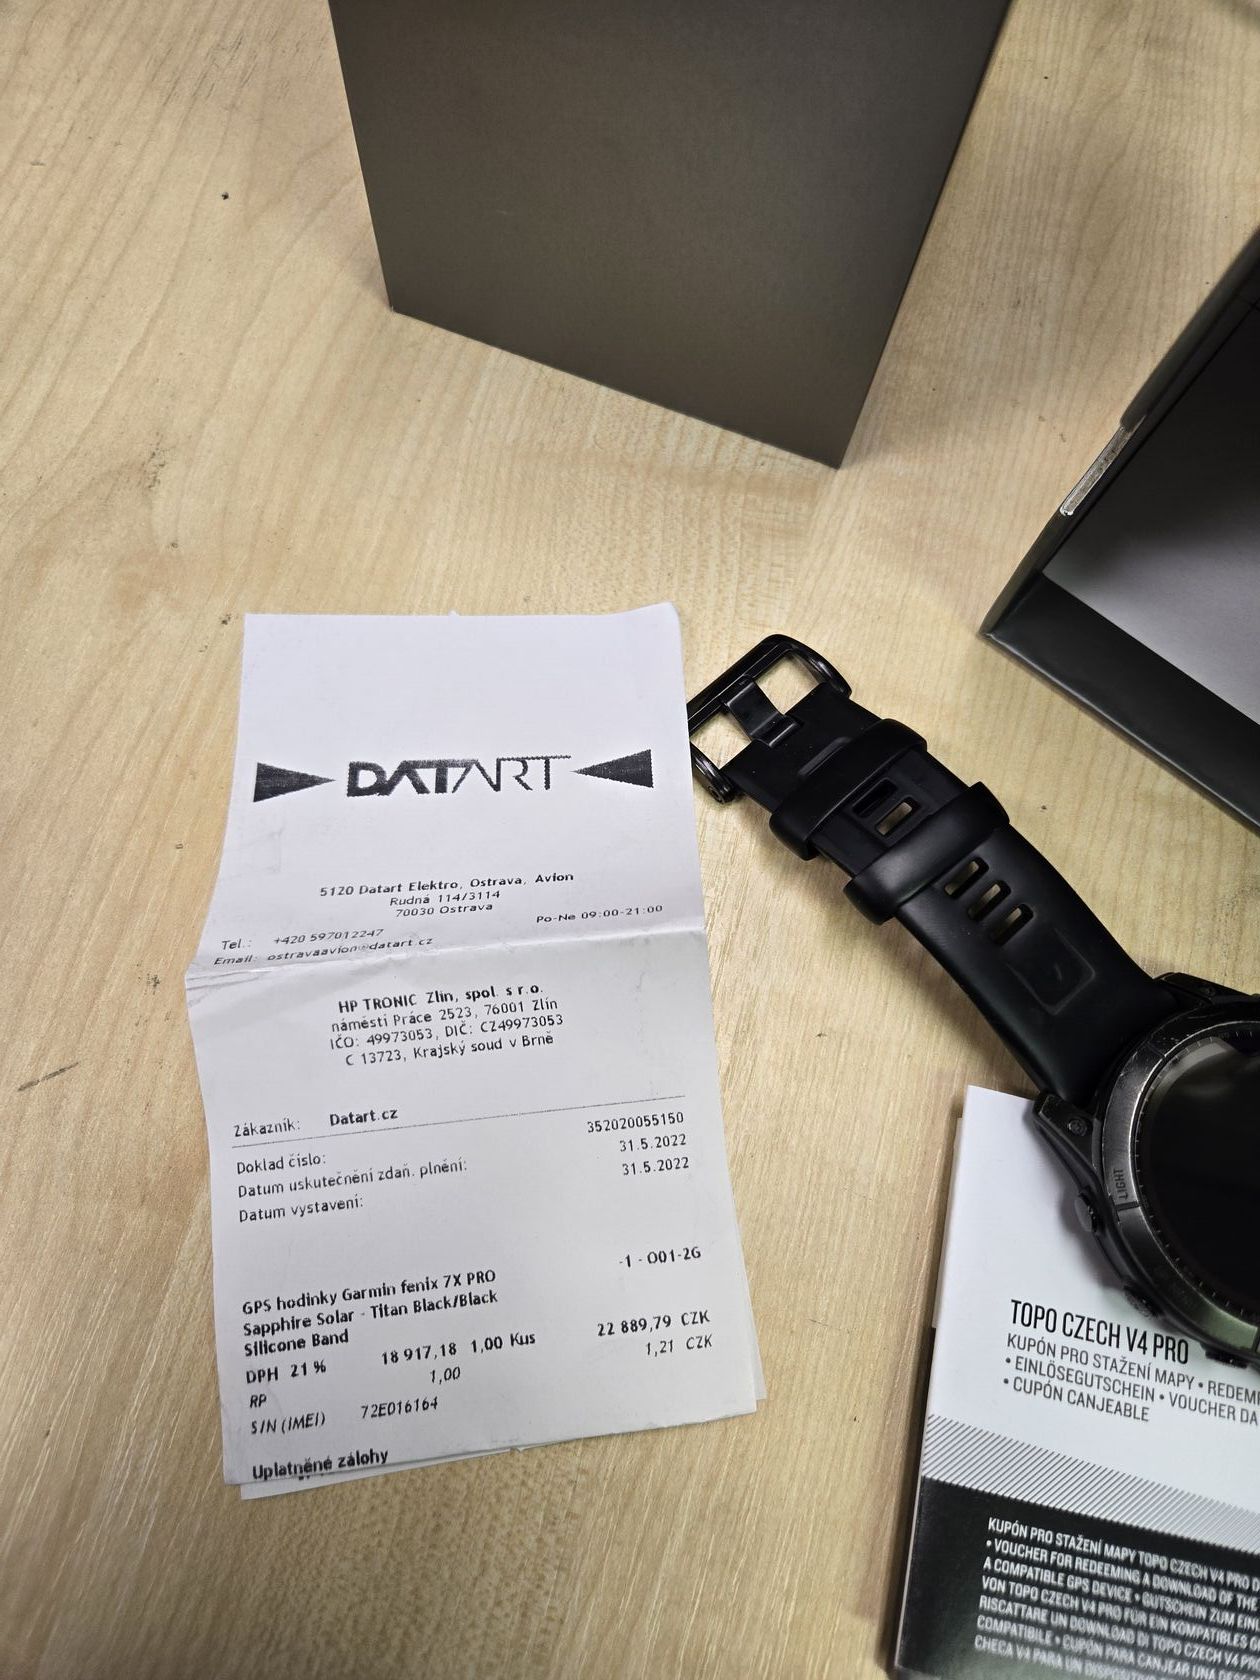 DATART
5120 Datart Elektro, Ostrava, Avion
Rudná 114/3114
70030 Ostrava
Po-Ne 09:00-21:00
Tel.: +420 597012247
Email: ostravaavion@datart.cz
HP TRONIC Zlín, spol. s r.o.
náměstí Práce 2523, 76001 Zlín
IČO: 49973053, DIČ: CZ49973053
C 13723, Krajský soud v Brně
Zákazník: Datart.cz
Doklad číslo: 352020055150
Datum uskutečnění zdaň. plnění: 31.5.2022
Datum vystavení: 31.5.2022
-1 - O01-2G
GPS hodinky Garmin fenix 7X PRO
Sapphire Solar - Titan Black/Black
Silicone Band
DPH 21 % 18 917,18 1,00 Kus 22 889,79 CZK
RP 1,00 1,21 CZK
S/N (IMEI) 72E016164
Uplatněné zálohy
LIGHT
TOPO CZECH V4 PRO
KUPÓN PRO STAŽENÍ MAPY • REDEEM
• EINLÖSEGUTSCHEIN • VOUCHER DA
• CUPÓN CANJEABLE
KUPÓN PRO STAŽENÍ MAPY TOPO CZECH V4 PRO
• VOUCHER FOR REDEEMING A DOWNLOAD OF THE
A COMPATIBLE GPS DEVICE • GUTSCHEIN ZUM
VON TOPO CZECH V4 PRO FÜR EIN KOMPATIBLES
RISCATTARE UN DOWNLOAD DI TOPO CZECH V4
COMPATIBILE • CUPÓN PARA CANJEAR UNA
CHECA V4 PARA UN